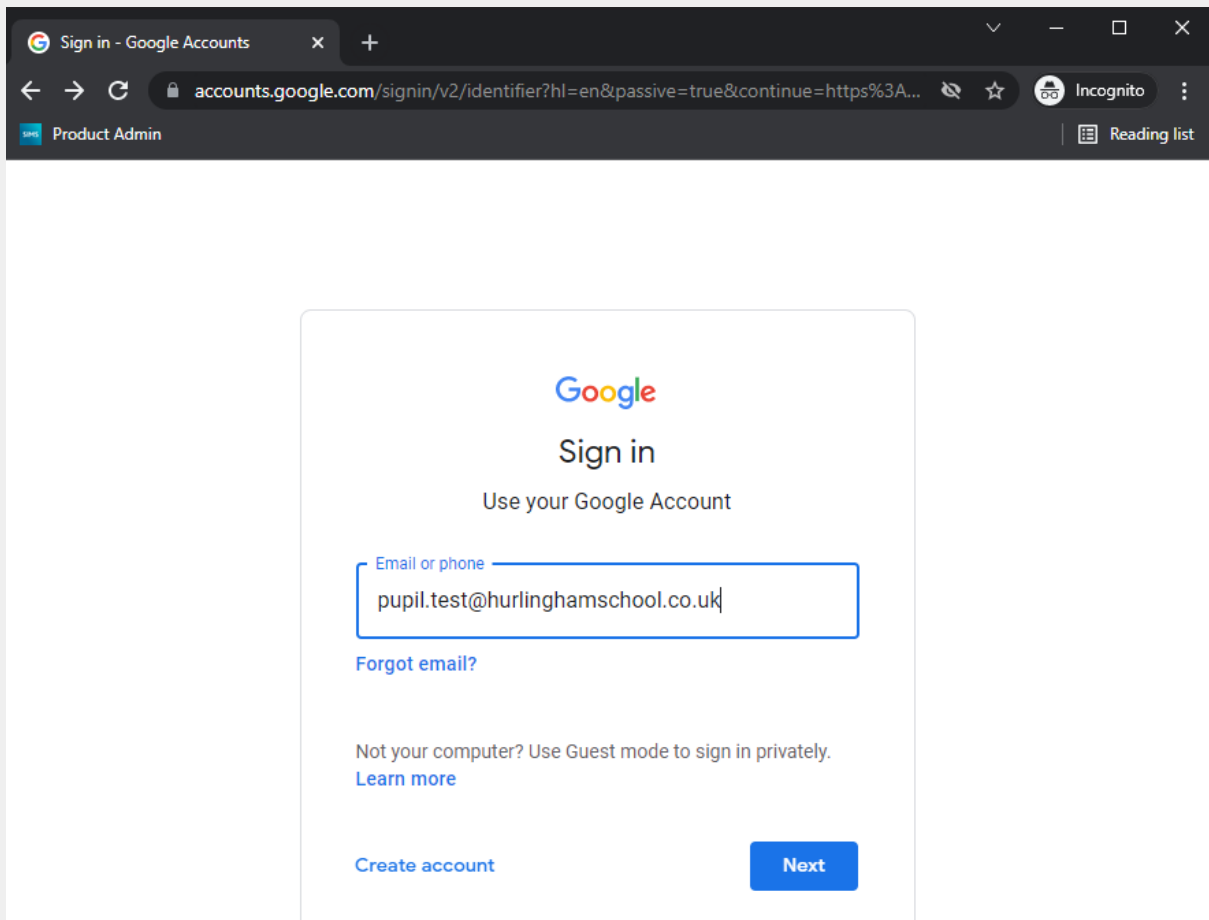 Sign in - Google Accounts
accounts.google.com/signin/v2/identifier?hl=en&passive=true&continue=https%3A... Incognito
SIMS Product Admin Reading list
Google
Sign in
Use your Google Account
Email or phone
pupil.test@hurlinghamschool.co.uk
Forgot email?
Not your computer? Use Guest mode to sign in privately.
Learn more
Create account Next